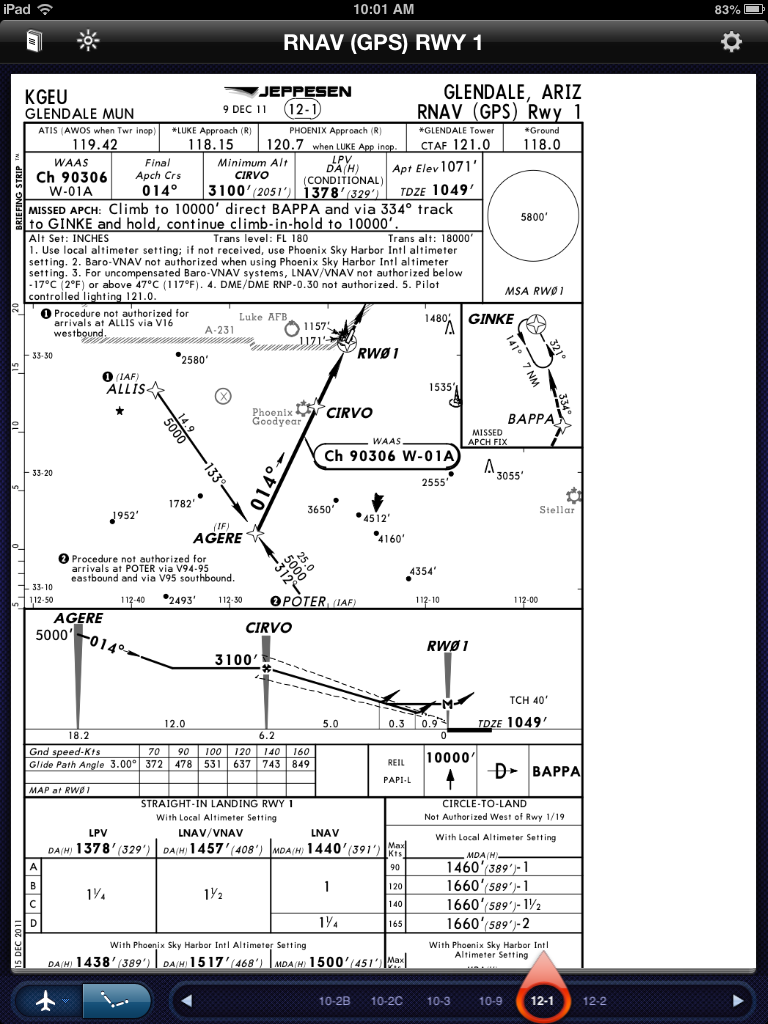 iPad 10:01 AM 83%
RNAV (GPS) RWY 1
KGEU
GLENDALE MUN
JEPPESEN
9 DEC 11 12-1
GLENDALE, ARIZ
RNAV (GPS) Rwy 1
BRIEFING STRIP ™
ATIS (AWOS when Twr inop)
119.42
*LUKE Approach (R)
118.15
PHOENIX Approach (R)
120.7 when LUKE App inop.
*GLENDALE Tower
CTAF 121.0
*Ground
118.0
WAAS
Ch 90306
W-01A
Final
Apch Crs
014°
Minimum Alt
CIRVO
3100' (2051')
LPV
DA(H)
(CONDITIONAL)
1378' (329')
Apt Elev 1071'
TDZE 1049'
MISSED APCH: Climb to 10000' direct BAPPA and via 334° track
to GINKE and hold, continue climb-in-hold to 10000'.
5800'
MSA RWØ1
Alt Set: INCHES Trans level: FL 180 Trans alt: 18000'
1. Use local altimeter setting; if not received, use Phoenix Sky Harbor Intl altimeter
setting. 2. Baro-VNAV not authorized when using Phoenix Sky Harbor Intl altimeter
setting. 3. For uncompensated Baro-VNAV systems, LNAV/VNAV not authorized below
-17°C (2°F) or above 47°C (117°F). 4. DME/DME RNP-0.30 not authorized. 5. Pilot
controlled lighting 121.0.
20
15
10
5
0
5
1 Procedure not authorized for
arrivals at ALLIS via V16
westbound.
A-231
Luke AFB
1157'
1171'
1480'
RWØ1
GINKE
141°
321°
7 NM
334°
BAPPA
MISSED
APCH FIX
33-30
2580'
1 (IAF)
ALLIS
1535'
Phoenix
Goodyear
CIRVO
WAAS
Ch 90306 W-01A
14.9
5000
133°
014°
33-20
2555'
3055'
Stellar
1782'
1952'
3650'
4512'
4160'
(IF)
AGERE
2 Procedure not authorized for
arrivals at POTER via V94-95
eastbound and via V95 southbound.
25.0
5000
312°
4354'
33-10
2493'
2 POTER (IAF)
112-50 112-40 112-30 112-10 112-00
AGERE
5000'
014°
CIRVO
3100'
RWØ1
M
TCH 40'
TDZE 1049'
18.2 12.0 6.2 5.0 0.3 0.9 0
Gnd speed-Kts 70 90 100 120 140 160
Glide Path Angle 3.00° 372 478 531 637 743 849
MAP at RWØ1
REIL
PAPI-L
10000'
D
BAPPA
STRAIGHT-IN LANDING RWY 1
With Local Altimeter Setting
LPV LNAV/VNAV LNAV
DA(H) 1378' (329') DA(H) 1457' (408') MDA(H) 1440' (391')
A
B
C
D
1 1/4
1 1/2
1
1 1/4
With Phoenix Sky Harbor Intl Altimeter Setting
DA(H) 1438' (389') DA(H) 1517' (468') MDA(H) 1500' (451')
CIRCLE-TO-LAND
Not Authorized West of Rwy 1/19
With Local Altimeter Setting
Max
Kts
MDA(H)
90 1460' (389')-1
120 1660' (589')-1
140 1660' (589')-1 1/2
165 1660' (589')-2
With Phoenix Sky Harbor Intl
Altimeter Setting
Max
15 DEC 2011
10-2B 10-2C 10-3 10-9 12-1 12-2